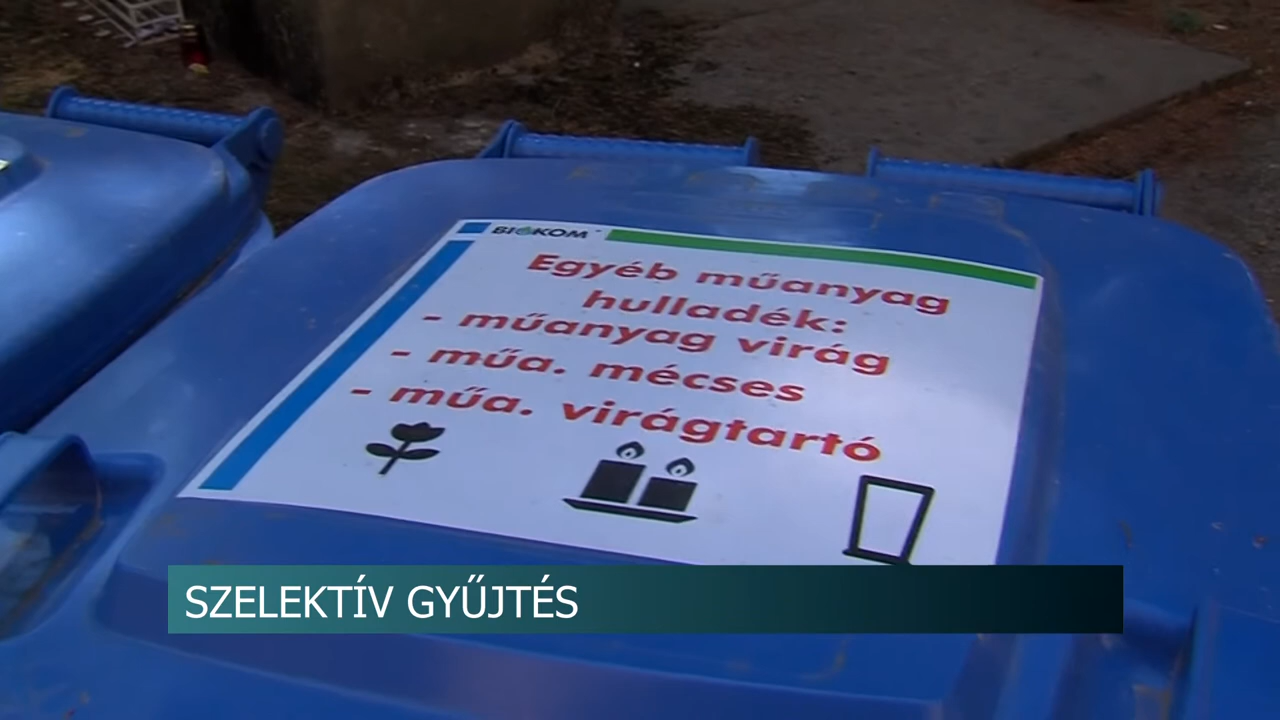 BIOKOM
Egyéb műanyag
hulladék:
- műanyag virág
- műa. mécses
- műa. virágtartó
SZELEKTÍV GYŰJTÉS